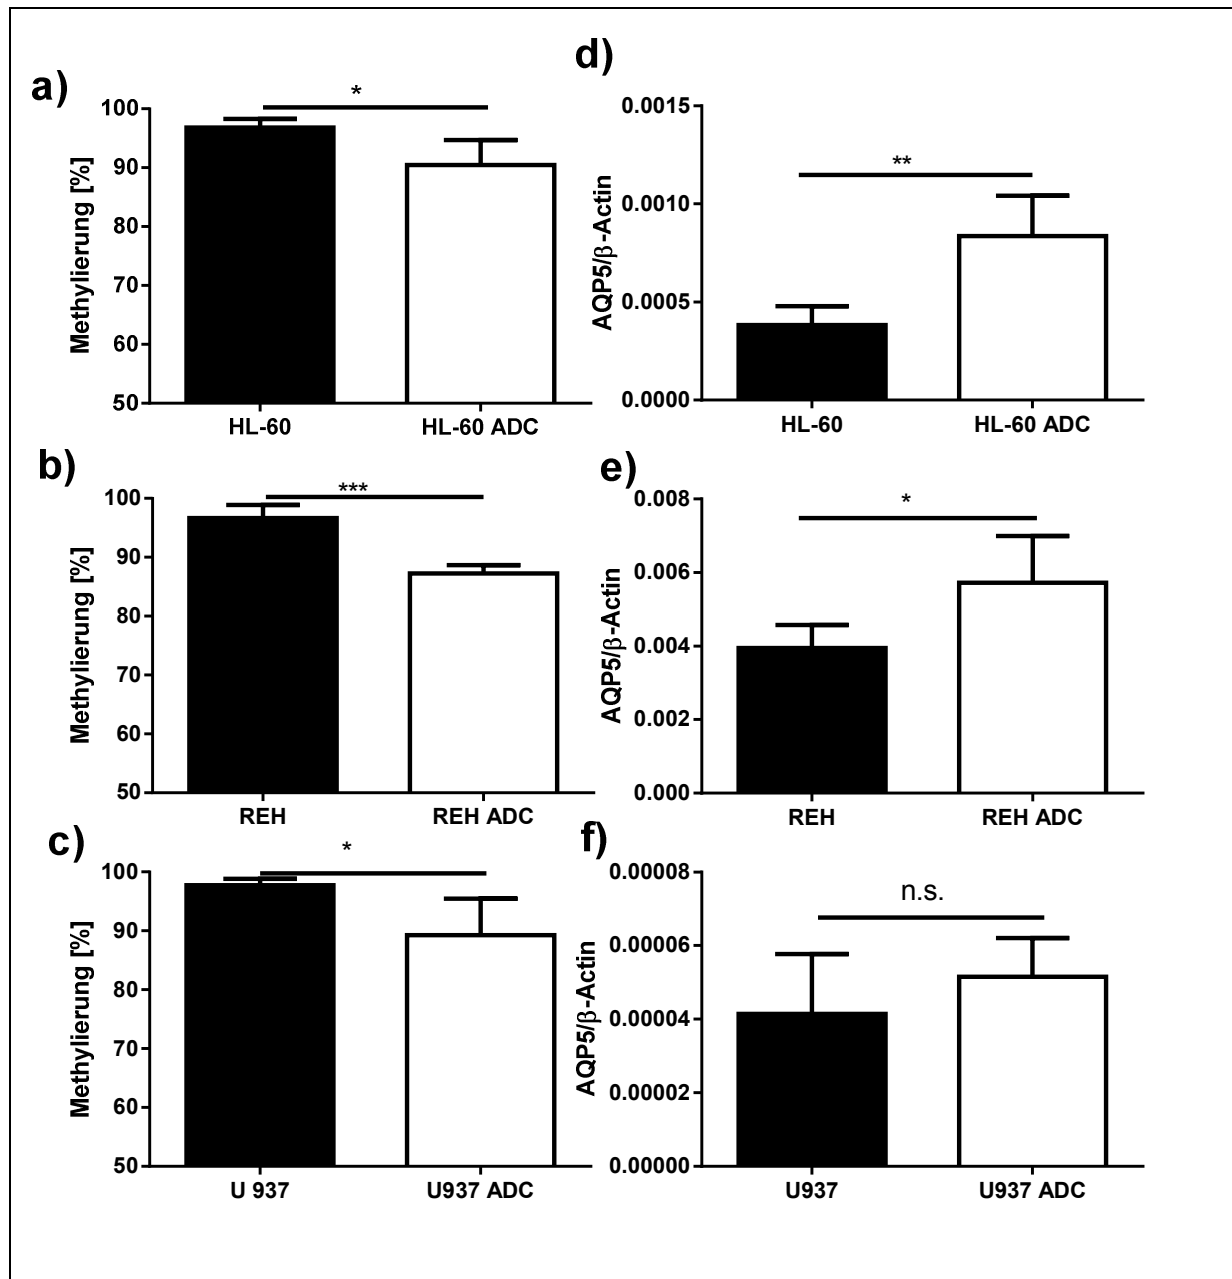 a)
*
Methylierung [%]
100
90
80
70
60
50
HL-60 HL-60 ADC
d)
**
AQP5/β-Actin
0.0015
0.0010
0.0005
0.0000
HL-60 HL-60 ADC
b)
***
Methylierung [%]
100
90
80
70
60
50
REH REH ADC
e)
*
AQP5/β-Actin
0.008
0.006
0.004
0.002
0.000
REH REH ADC
c)
*
Methylierung [%]
100
90
80
70
60
50
U 937 U937 ADC
f)
n.s.
AQP5/β-Actin
0.00008
0.00006
0.00004
0.00002
0.00000
U937 U937 ADC